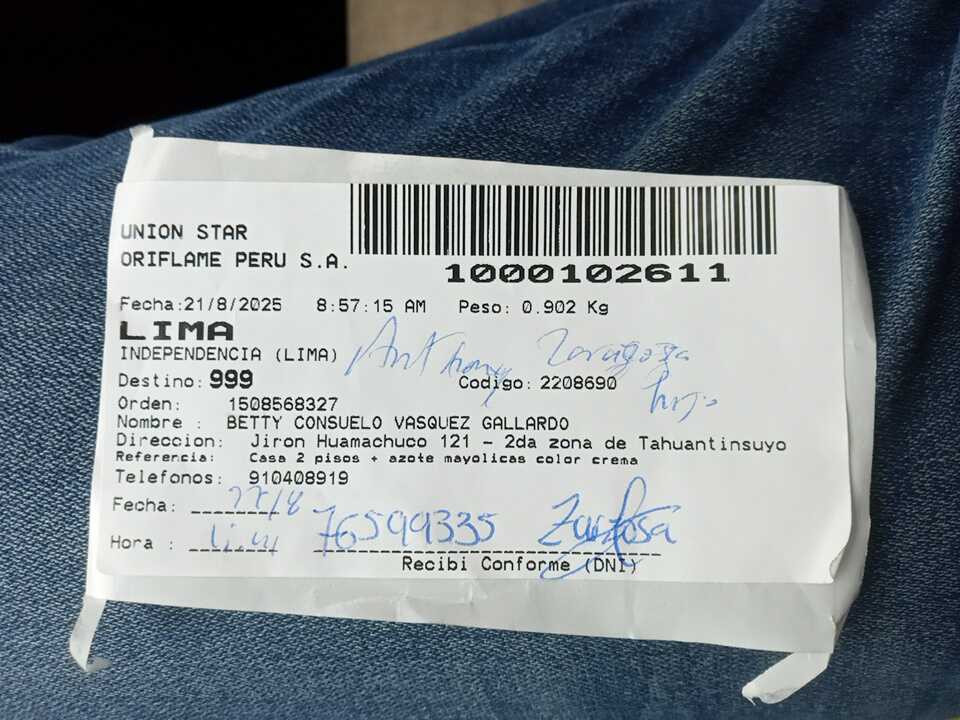 UNION STAR
ORIFLAME PERU S.A.
1000102611
Fecha:21/8/2025 8:57:15 AM Peso: 0.902 Kg
LIMA
INDEPENDENCIA (LIMA)
Anthony Zaragoza
Destino: 999 Codigo: 2208690
hijo
Orden: 1508568327
Nombre : BETTY CONSUELO VASQUEZ GALLARDO
Direccion: Jiron Huamachuco 121 - 2da zona de Tahuantinsuyo
Referencia: Casa 2 pisos + azote mayolicas color crema
Telefonos: 910408919
Fecha: 22/8
Hora : 76599335
Recibi Conforme (DNI)